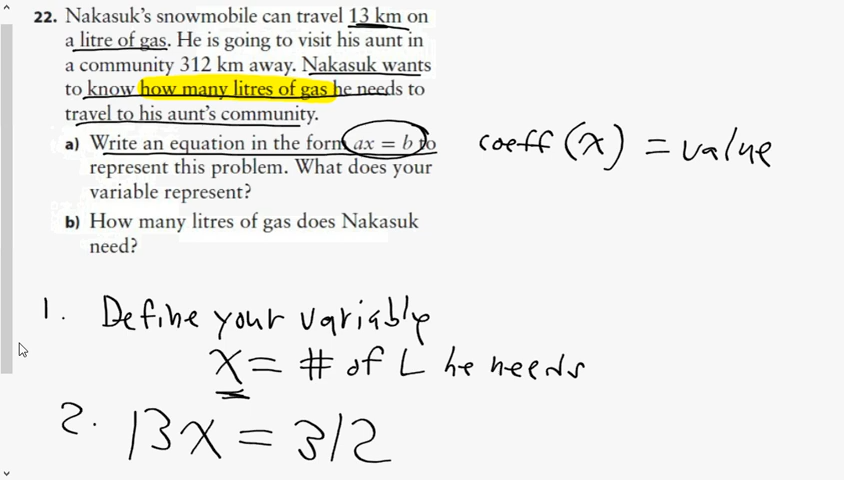 22. Nakasuk's snowmobile can travel 13 km on
a litre of gas. He is going to visit his aunt in
a community 312 km away. Nakasuk wants
to know how many litres of gas he needs to
travel to his aunt's community.
a) Write an equation in the form ax = b to
represent this problem. What does your
variable represent?
coeff (x) = value
b) How many litres of gas does Nakasuk
need?
1. Define your variable
x = # of L he needs
2. 13x = 312